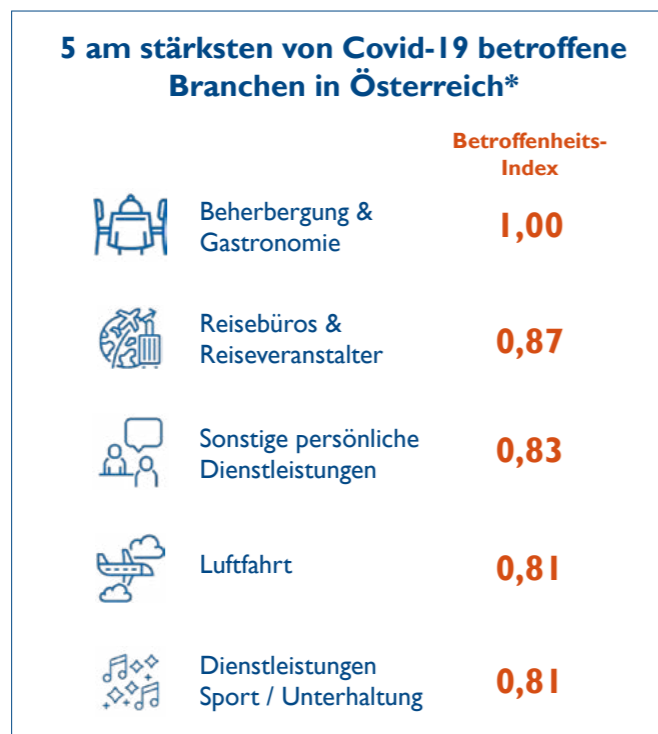 5 am stärksten von Covid-19 betroffene
Branchen in Österreich*
Betroffenheits-
Index
Beherbergung &
Gastronomie
1,00
Reisebüros &
Reiseveranstalter
0,87
Sonstige persönliche
Dienstleistungen
0,83
Luftfahrt
0,81
Dienstleistungen
Sport / Unterhaltung
0,81